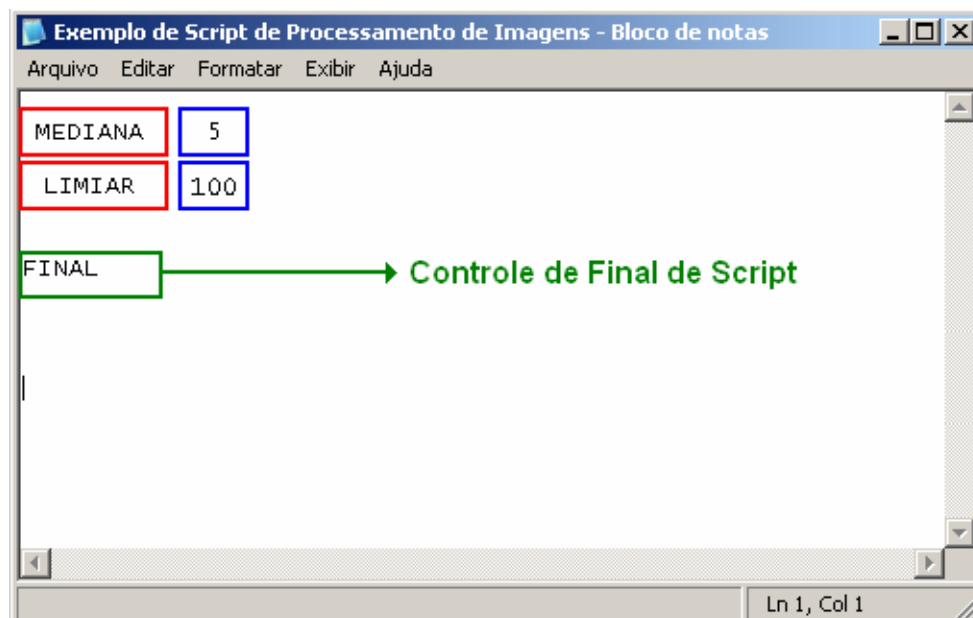 Exemplo de Script de Processamento de Imagens - Bloco de notas
Arquivo Editar Formatar Exibir Ajuda
MEDIANA 5
LIMIAR 100
FINAL Controle de Final de Script
Ln 1, Col 1